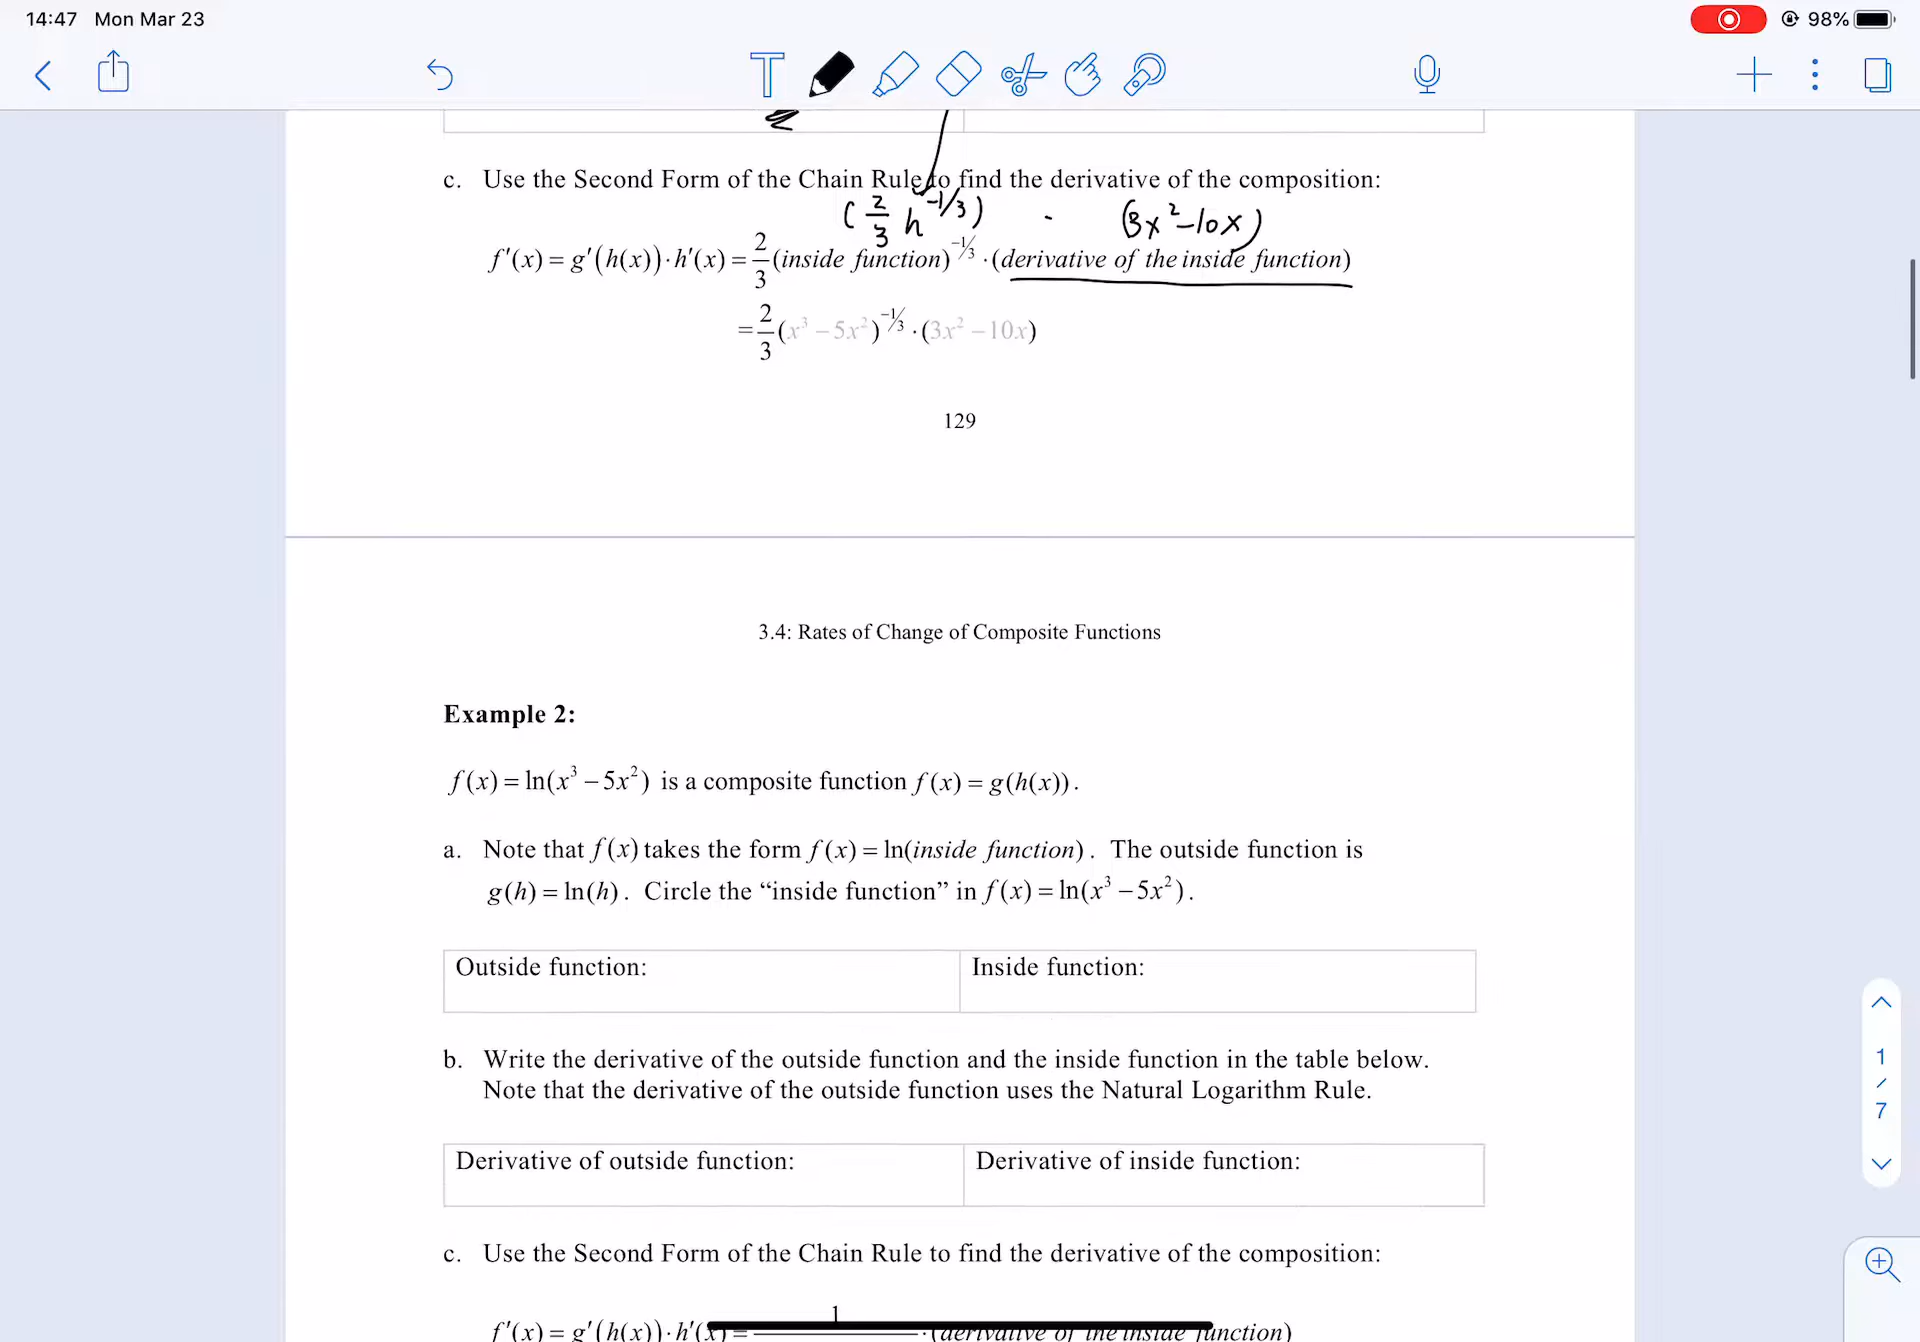 14:47 Mon Mar 23
98%
T
c. Use the Second Form of the Chain Rule to find the derivative of the composition:
(2/3 h^-1/3) · (3x²-10x)
f'(x) = g'(h(x))·h'(x) = 2/3 (inside function)^-1/3 · (derivative of the inside function)
= 2/3 (x³ – 5x²)^-1/3 · (3x² – 10x)
129
3.4: Rates of Change of Composite Functions
Example 2:
f(x) = ln(x³ – 5x²) is a composite function f(x) = g(h(x)).
a. Note that f(x) takes the form f(x) = ln(inside function). The outside function is
g(h) = ln(h). Circle the “inside function” in f(x) = ln(x³ – 5x²).
Outside function: Inside function:
b. Write the derivative of the outside function and the inside function in the table below.
Note that the derivative of the outside function uses the Natural Logarithm Rule.
Derivative of outside function: Derivative of inside function:
c. Use the Second Form of the Chain Rule to find the derivative of the composition:
1
f'(x) = g'(h(x))·h'(x) = · (derivative of the inside function)
1
/
7